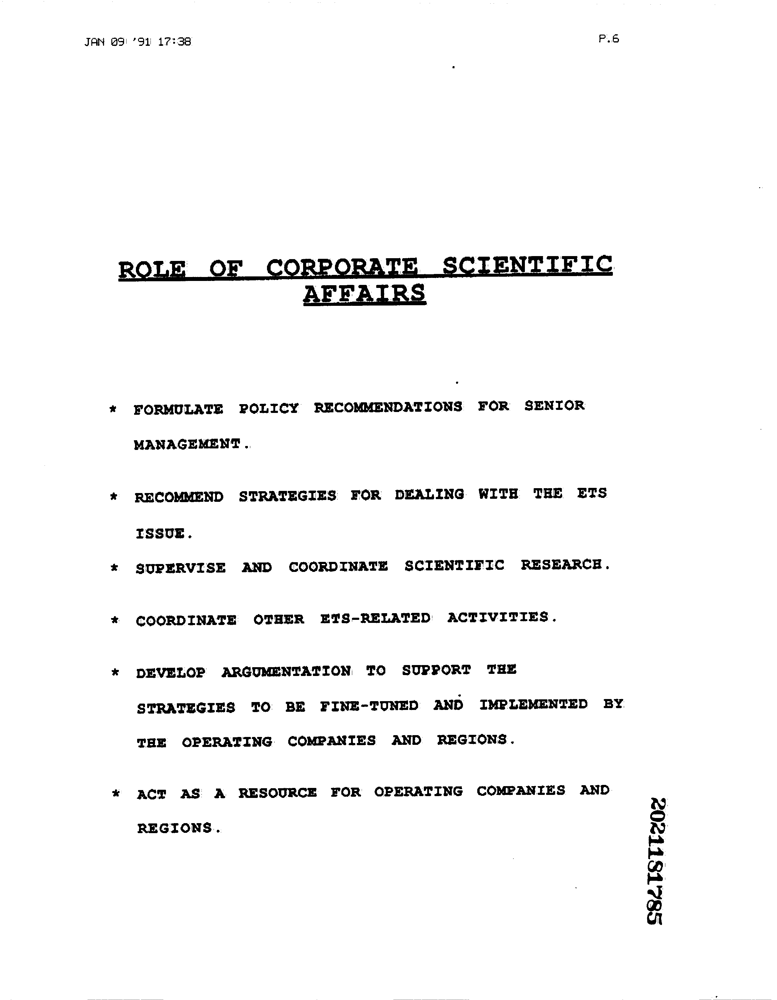 JAN 09 '91 17:38 P.6
ROLE OF CORPORATE SCIENTIFIC
AFFAIRS
* FORMULATE POLICY RECOMMENDATIONS FOR SENIOR
MANAGEMENT.
* RECOMMEND STRATEGIES FOR DEALING WITH THE ETS
ISSUE.
* SUPERVISE AND COORDINATE SCIENTIFIC RESEARCH.
* COORDINATE OTHER ETS-RELATED ACTIVITIES.
* DEVELOP ARGUMENTATION TO SUPPORT THE
STRATEGIES TO BE FINE-TUNED AND IMPLEMENTED BY
THE OPERATING COMPANIES AND REGIONS.
* ACT AS A RESOURCE FOR OPERATING COMPANIES AND
REGIONS.
2021181785